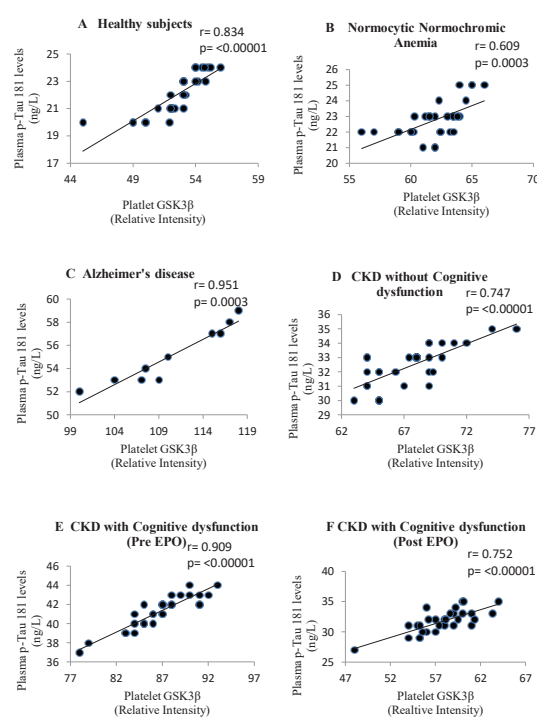 A Healthy subjects
r= 0.834
p= <0.00001
Plasma p-Tau 181 levels
(ng/L)
25
23
21
19
17
44
49
54
59
Platlet GSK3β
(Relative Intensity)
B Normocytic Normochromic
Anemia
r= 0.609
p= 0.0003
Plasma p-Tau 181 levels
(ng/L)
26
25
24
23
22
21
20
55
60
65
70
Platelet GSK3β
(Relative Intensity)
C Alzheimer's disease
r= 0.951
p= 0.0003
Plasma p-Tau 181 levels
(ng/L)
60
58
56
54
52
50
99
104
109
114
119
Platelet GSK3β
(Relative Intensity)
D CKD without Cognitive
dysfunction
r= 0.747
p= <0.00001
Plasma p-Tau 181 levels
(ng/L)
36
35
34
33
32
31
30
29
62
67
72
77
Platelet GSK3β
(Relative Intensity)
E CKD with Cognitive dysfunction
(Pre EPO)
r= 0.909
p= <0.00001
Plasma p-Tau 181 levels
(ng/L)
46
44
42
40
38
36
77
82
87
92
97
Platelet GSK3β
(Relative Intensity)
F CKD with Cognitive dysfunction
(Post EPO)
r= 0.752
p= <0.00001
Plasma p-Tau 181 levels
(ng/L)
40
35
30
25
47
52
57
62
67
Platelet GSK3β
(Realtive Intensity)